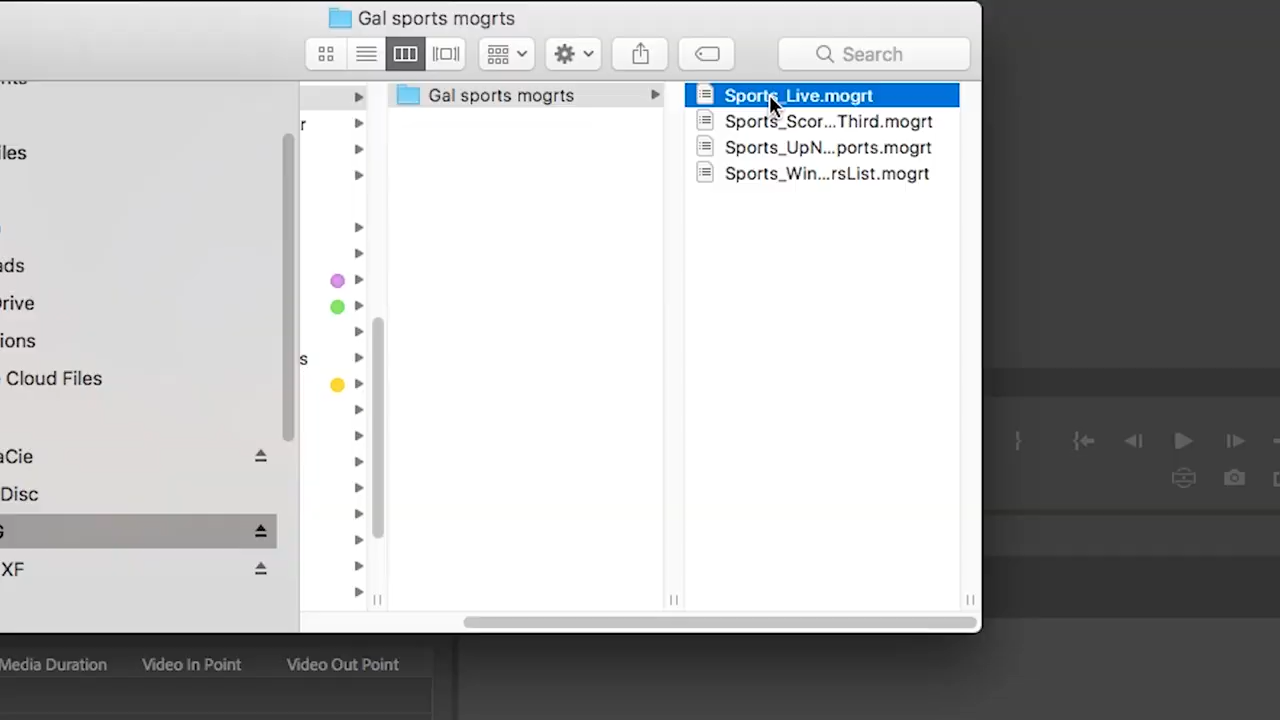 Gal sports mogrts
Search
Gal sports mogrts
Sports_Live.mogrt
Sports_Scor...Third.mogrt
Sports_UpN...ports.mogrt
Sports_Win...rsList.mogrt
r
s
iles
ads
rive
ions
Cloud Files
aCie
Disc
G
XF
Media Duration
Video In Point
Video Out Point